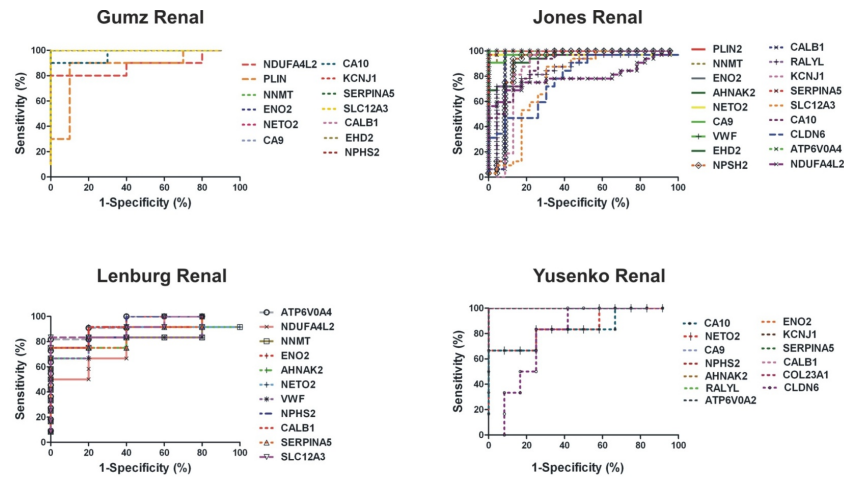 Gumz Renal
Sensitivity (%)
100
80
60
40
20
0
0 20 40 60 80 100
1-Specificity (%)
NDUFA4L2
PLIN
NNMT
ENO2
NETO2
CA9
CA10
KCNJ1
SERPINA5
SLC12A3
CALB1
EHD2
NPHS2
Jones Renal
Sensitivity (%)
100
80
60
40
20
0
0 20 40 60 80 100
1-Specificity (%)
PLIN2
NNMT
ENO2
AHNAK2
NETO2
CA9
VWF
EHD2
NPSH2
CALB1
RALYL
KCNJ1
SERPINA5
SLC12A3
CA10
CLDN6
ATP6V0A4
NDUFA4L2
Lenburg Renal
Sensitivity (%)
100
80
60
40
20
0
0 20 40 60 80 100
1-Specificity (%)
ATP6V0A4
NDUFA4L2
NNMT
ENO2
AHNAK2
NETO2
VWF
NPHS2
CALB1
SERPINA5
SLC12A3
Yusenko Renal
Sensitivity (%)
100
80
60
40
20
0
0 20 40 60 80 100
1-Specificity (%)
CA10
NETO2
CA9
NPHS2
AHNAK2
RALYL
ATP6V0A2
ENO2
KCNJ1
SERPINA5
CALB1
COL23A1
CLDN6